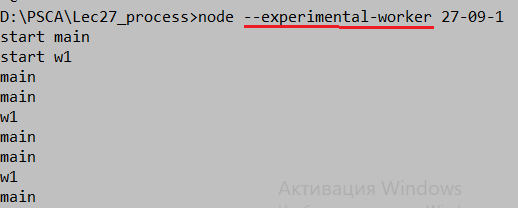 D:\PSCA\Lec27_process>node --experimental-worker 27-09-1
start main
start w1
main
main
w1
main
main
w1
main
Активация Windows